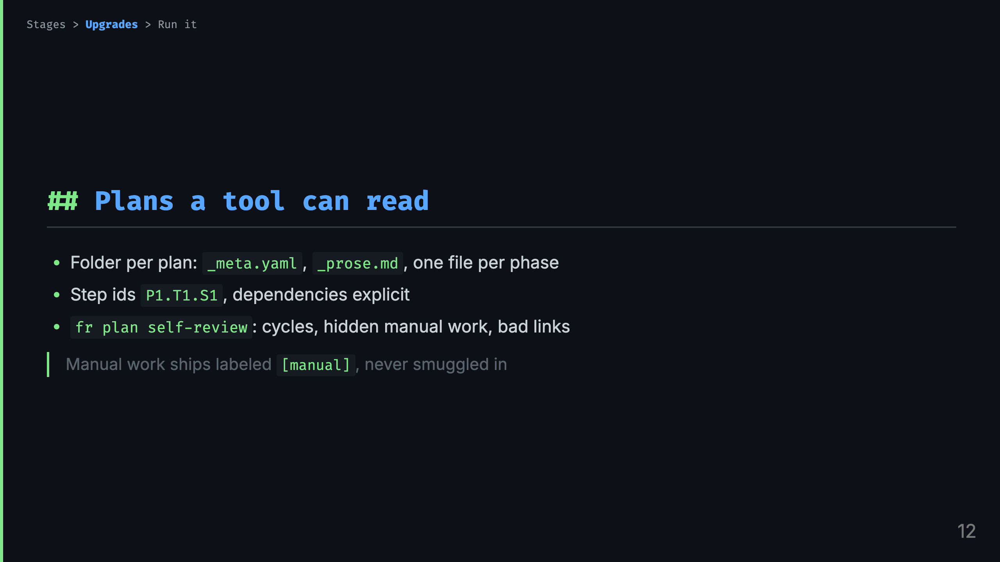 Stages > Upgrades > Run it
## Plans a tool can read
• Folder per plan: _meta.yaml, _prose.md, one file per phase
• Step ids P1.T1.S1, dependencies explicit
• fr plan self-review: cycles, hidden manual work, bad links
Manual work ships labeled [manual], never smuggled in
12